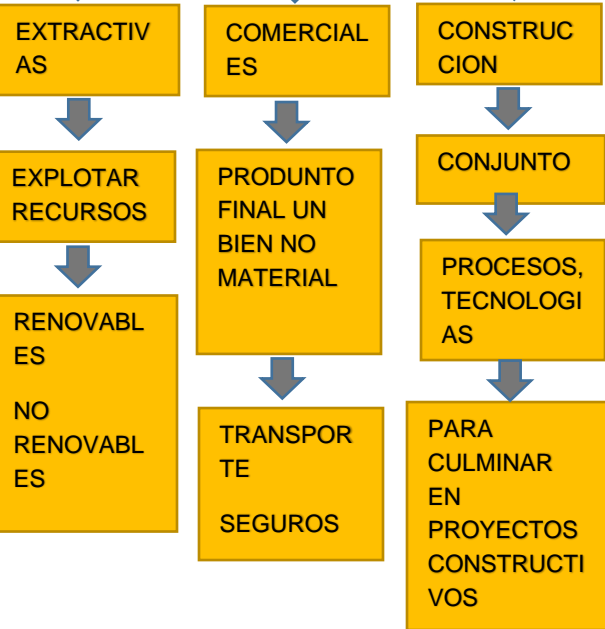 EXTRACTIV
AS
EXPLOTAR
RECURSOS
RENOVABL
ES
NO
RENOVABL
ES
COMERCIAL
ES
PRODUNTO
FINAL UN
BIEN NO
MATERIAL
TRANSPOR
TE
SEGUROS
CONSTRUC
CION
CONJUNTO
PROCESOS,
TECNOLOGI
AS
PARA
CULMINAR
EN
PROYECTOS
CONSTRUCTI
VOS